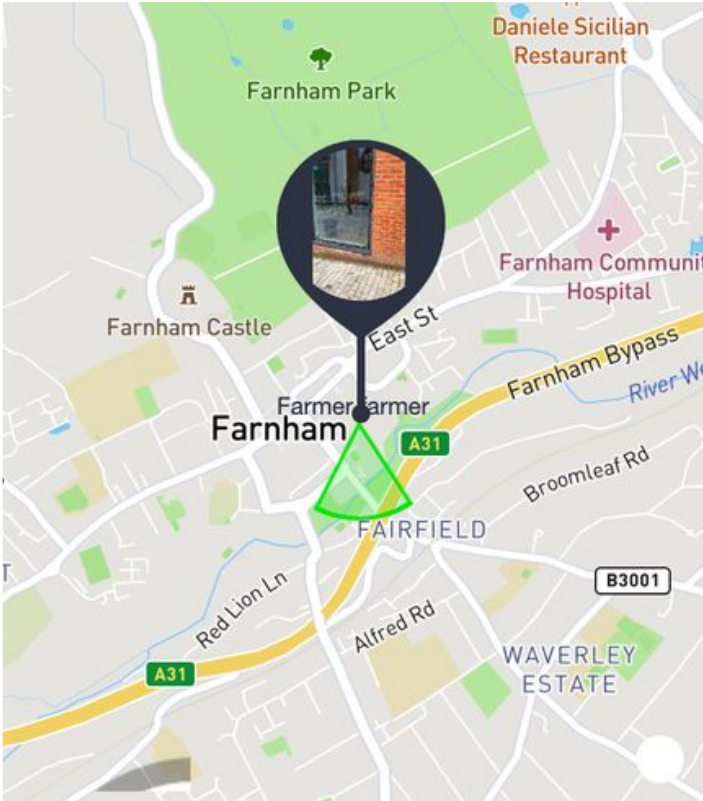 Daniele Sicilian
Restaurant
Farnham Park
Farnham Communit
Hospital
Farnham Castle
East St
Farnham Bypass
River We
Farmer Farmer
Farnham
A31
Broomleaf Rd
FAIRFIELD
T
B3001
Red Lion Ln
Alfred Rd
WAVERLEY
ESTATE
A31